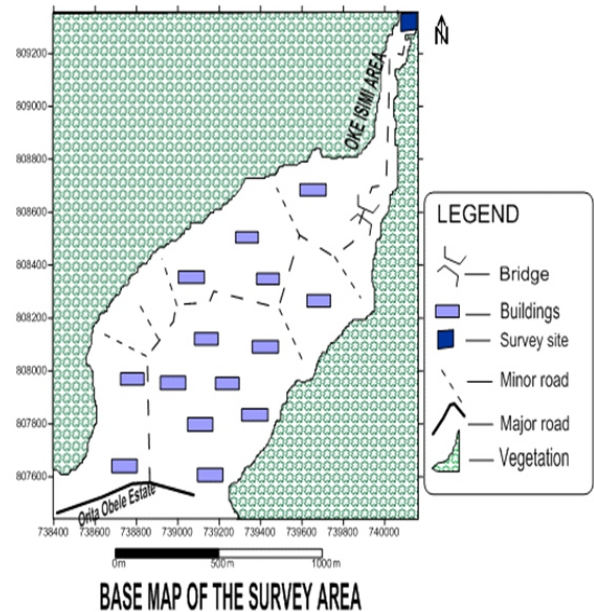 N
809200
809000
808800
808600
808400
808200
808000
807800
807600
OKE ISIMI AREA
Orita Obele Estate
738400 738600 738800 739000 739200 739400 739600 739800 740000
0m 500m 1000m
BASE MAP OF THE SURVEY AREA
LEGEND
Bridge
Buildings
Survey site
Minor road
Major road
Vegetation